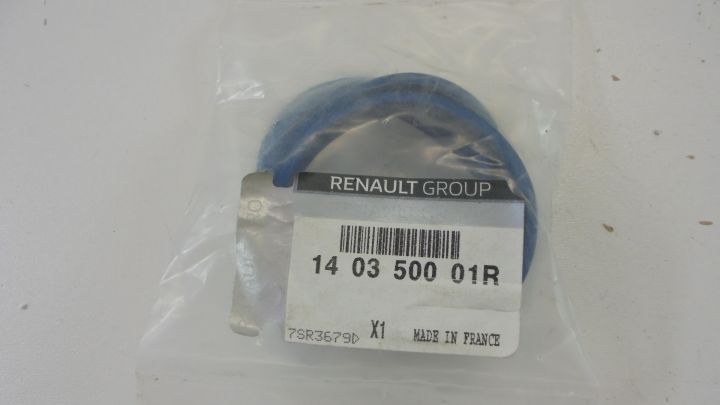 RENAULT GROUP
14 03 500 01R
7SR3679D X1 MADE IN FRANCE